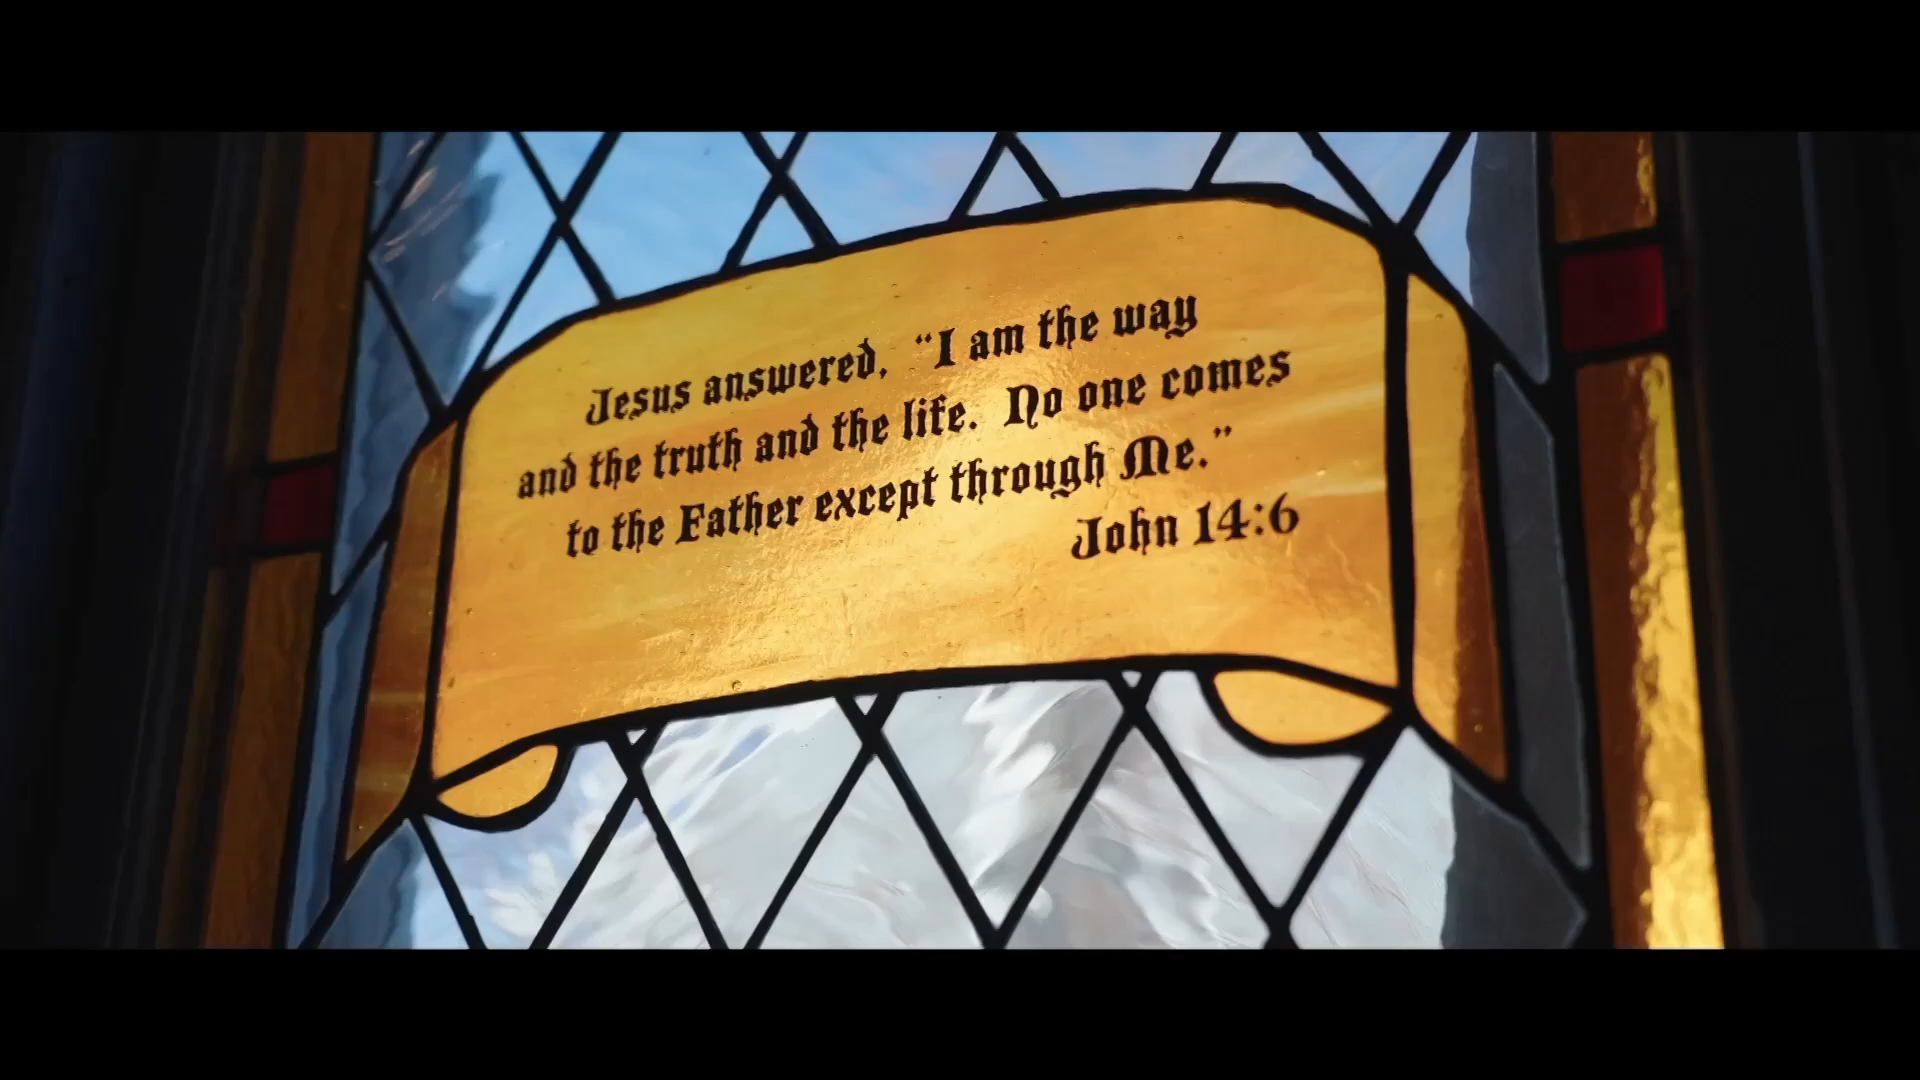 Jesus answered, “I am the way
and the truth and the life. No one comes
to the Father except through Me.”
John 14:6